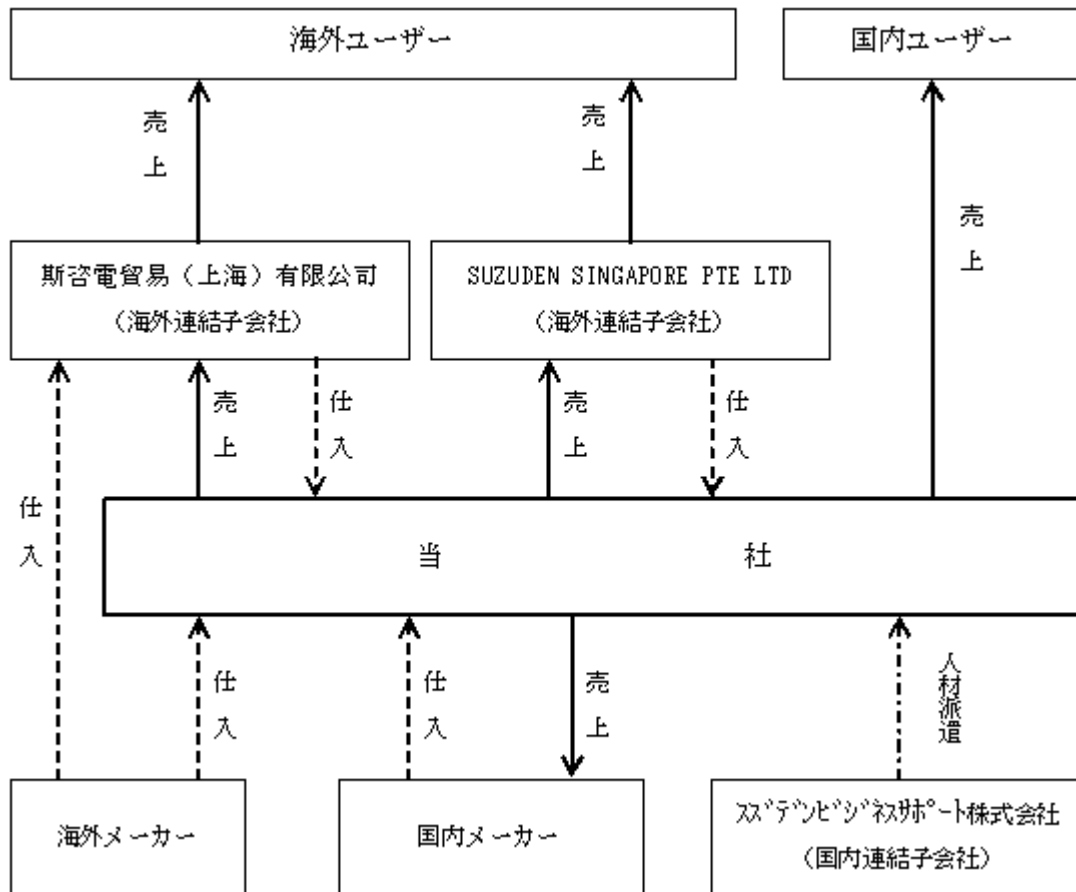 海外ユーザー
国内ユーザー
売上
売上
売上
斯咨電貿易（上海）有限公司
（海外連結子会社）
SUZUDEN SINGAPORE PTE LTD
（海外連結子会社）
売上
仕入
売上
仕入
仕入
当社
仕入
仕入
売上
人材派遣
海外メーカー
国内メーカー
ｽｽﾞﾃﾞﾝﾋﾞｼﾞﾈｽｻﾎﾟｰﾄ株式会社
（国内連結子会社）